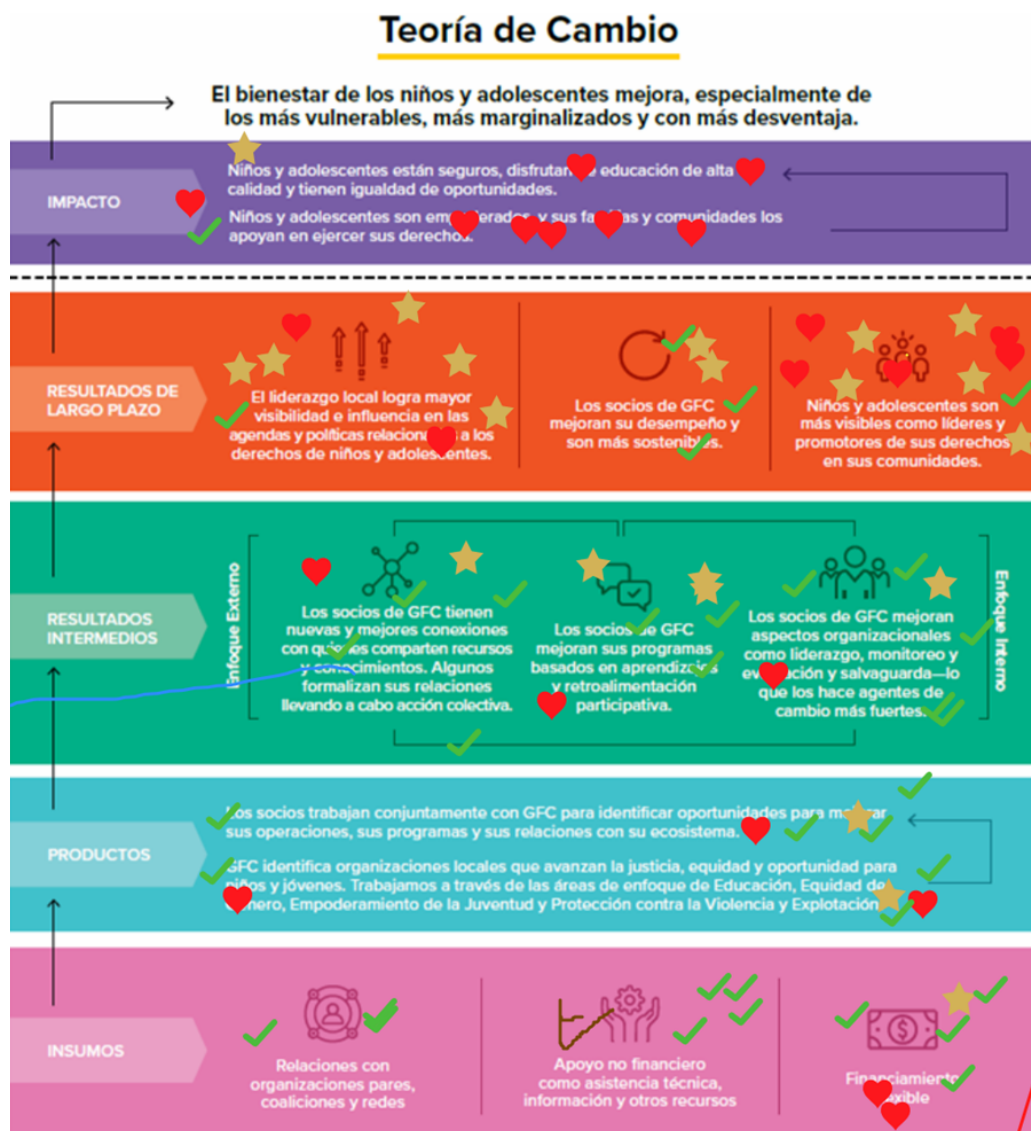 Teoría de Cambio
El bienestar de los niños y adolescentes mejora, especialmente de
los más vulnerables, más marginalizados y con más desventaja.
IMPACTO
Niños y adolescentes están seguros, disfrutan de educación de alta
calidad y tienen igualdad de oportunidades.
Niños y adolescentes son empoderados, y sus familias y comunidades los
apoyan en ejercer sus derechos.
RESULTADOS DE
LARGO PLAZO
El liderazgo local logra mayor
visibilidad e influencia en las
agendas y políticas relacionadas a los
derechos de niños y adolescentes.
Los socios de GFC
mejoran su desempeño y
son más sostenibles.
Niños y adolescentes son
más visibles como líderes y
promotores de sus derechos
en sus comunidades.
RESULTADOS
INTERMEDIOS
Enfoque Externo
Los socios de GFC tienen
nuevas y mejores conexiones
con quienes comparten recursos
y conocimientos. Algunos
formalizan sus relaciones
llevando a cabo acción colectiva.
Los socios de GFC
mejoran sus programas
basados en aprendizajes
y retroalimentación
participativa.
Los socios de GFC mejoran
aspectos organizacionales
como liderazgo, monitoreo y
evaluación y salvaguarda—lo
que los hace agentes de
cambio más fuertes.
Enfoque Interno
PRODUCTOS
Los socios trabajan conjuntamente con GFC para identificar oportunidades para mejorar
sus operaciones, sus programas y sus relaciones con su ecosistema.
GFC identifica organizaciones locales que avanzan la justicia, equidad y oportunidad para
niños y jóvenes. Trabajamos a través de las áreas de enfoque de Educación, Equidad de
Género, Empoderamiento de la Juventud y Protección contra la Violencia y Explotación.
INSUMOS
Relaciones con
organizaciones pares,
coaliciones y redes
Apoyo no financiero
como asistencia técnica,
información y otros recursos
Financiamiento
flexible